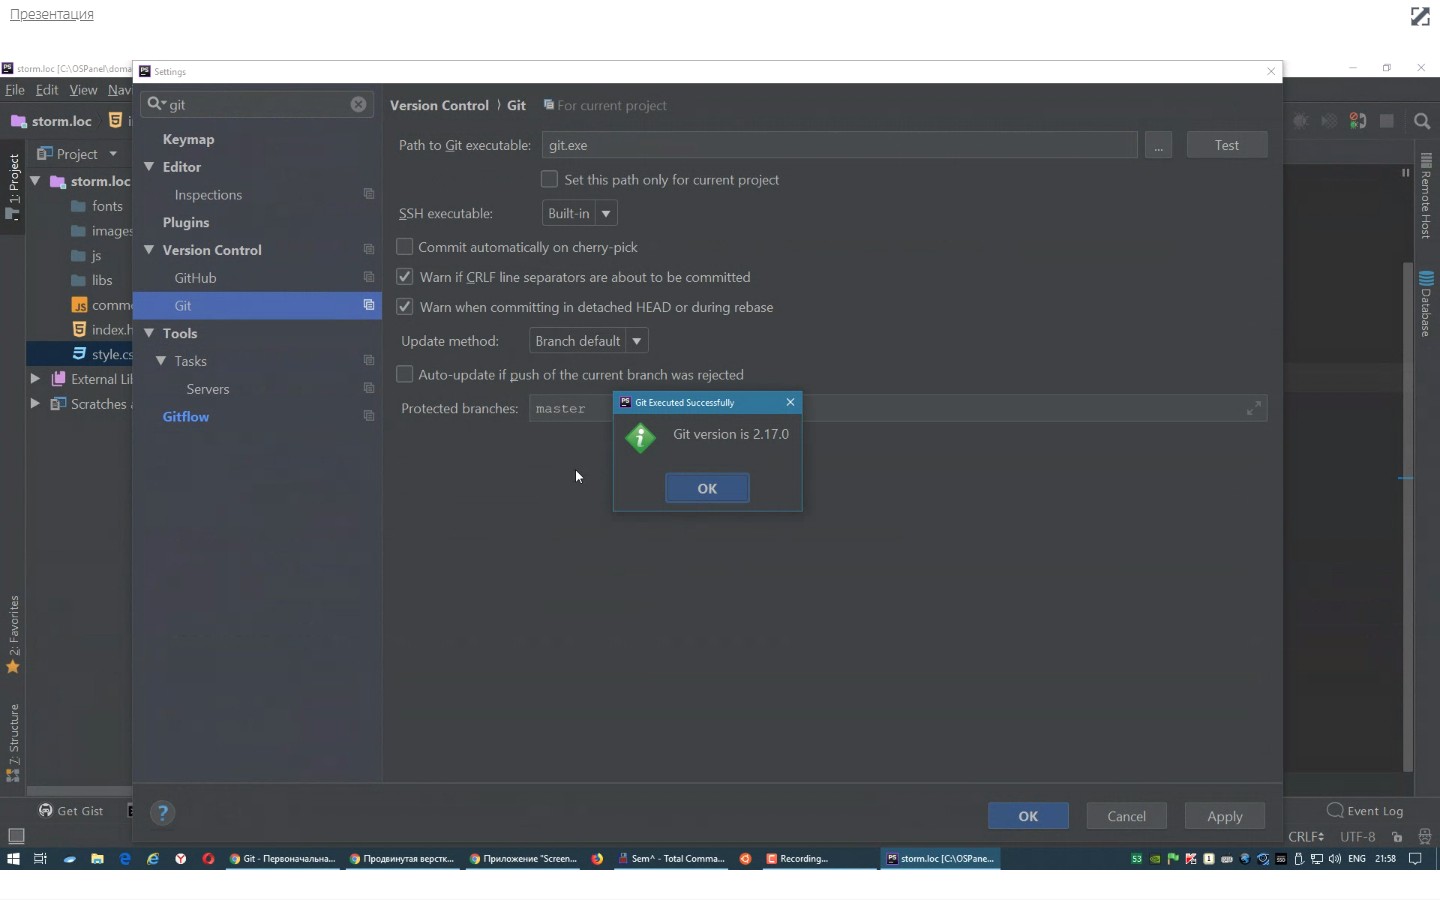 Презентация
storm.loc [C:\OSPanel\doma
Settings
File Edit View Nav
storm.loc
git
Version Control ⟩ Git
For current project
Keymap
Path to Git executable:
git.exe
...
Test
1: Project
Project
Editor
Set this path only for current project
Remote Host
storm.loc
Inspections
fonts
SSH executable:
Built-in
images
Plugins
js
Version Control
Commit automatically on cherry-pick
libs
GitHub
Warn if CRLF line separators are about to be committed
Database
JS comm
Git
Warn when committing in detached HEAD or during rebase
index.h
Tools
Update method:
Branch default
style.cs
Tasks
External Lil
Servers
Auto-update if push of the current branch was rejected
Scratches a
Gitflow
Protected branches:
master
Git Executed Successfully
Git version is 2.17.0
OK
2: Favorites
7: Structure
Get Gist
?
OK
Cancel
Apply
Event Log
CRLF
UTF-8
Git - Первоначальна...
Продвинутая верстк...
Приложение "Screen...
Sem^ - Total Comma...
Recording...
storm.loc [C:\OSPane...
53
ENG
21:58